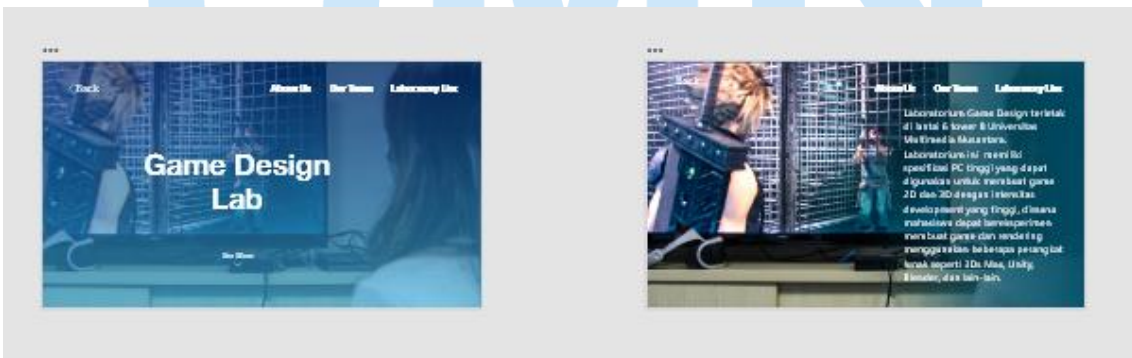 Back
About Us Our Team Laboratory List
Game Design
Lab
See More
Back
About Us Our Team Laboratory List
Laboratorium Game Design terletak
di lantai 6 tower B Universitas
Multimedia Nusantara.
Laboratorium ini memiliki
spesifikasi PC tinggi yang dapat
digunakan untuk membuat game
2D dan 3D dengan intensitas
development yang tinggi, dimana
mahasiswa dapat bereksperimen
membuat game dan rendering
menggunakan beberapa perangkat
lunak seperti 3Ds Max, Unity,
Blender, dan lain-lain.